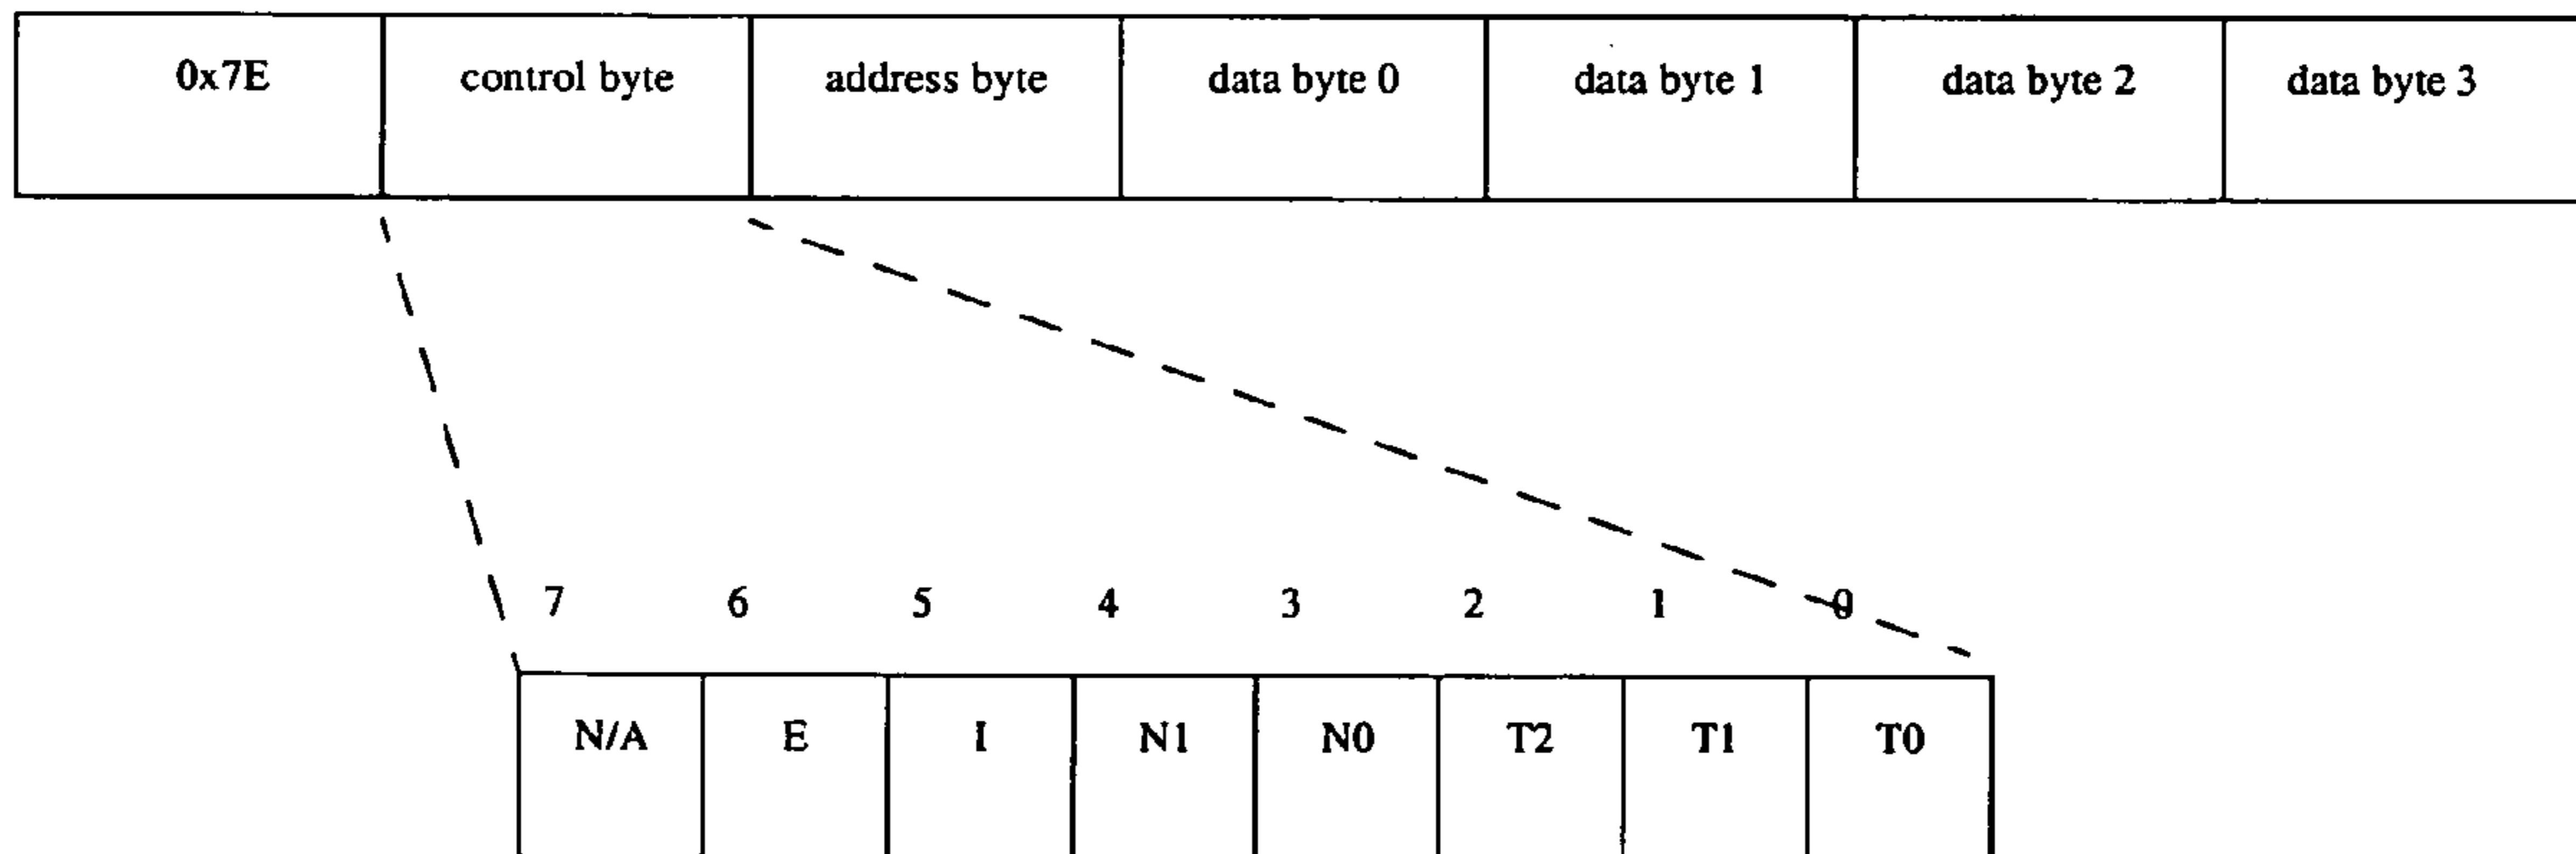 0x7E control byte address byte data byte 0 data byte 1 data byte 2 data byte 3
7 6 5 4 3 2 1 0
N/A E I N1 N0 T2 T1 T0